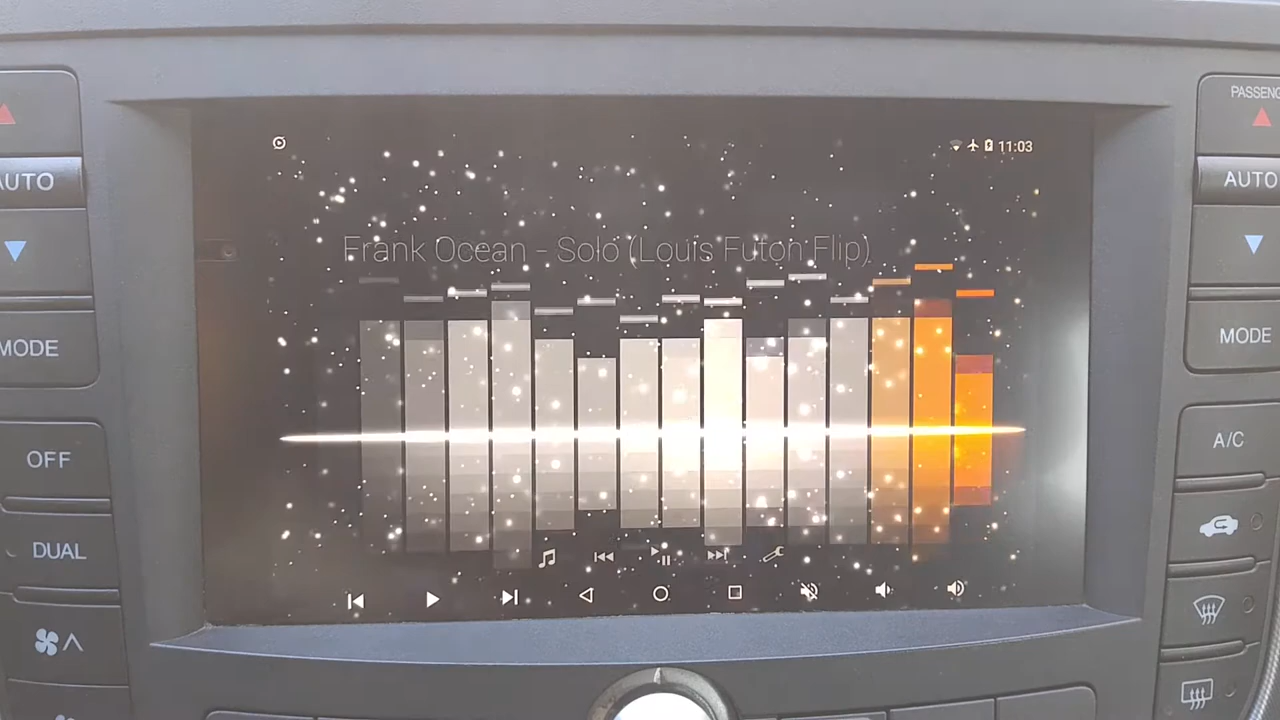 PASSENG
AUTO
11:03
AUTO
Frank Ocean - Solo (Louis Futon Flip)
MODE
MODE
OFF
A/C
DUAL